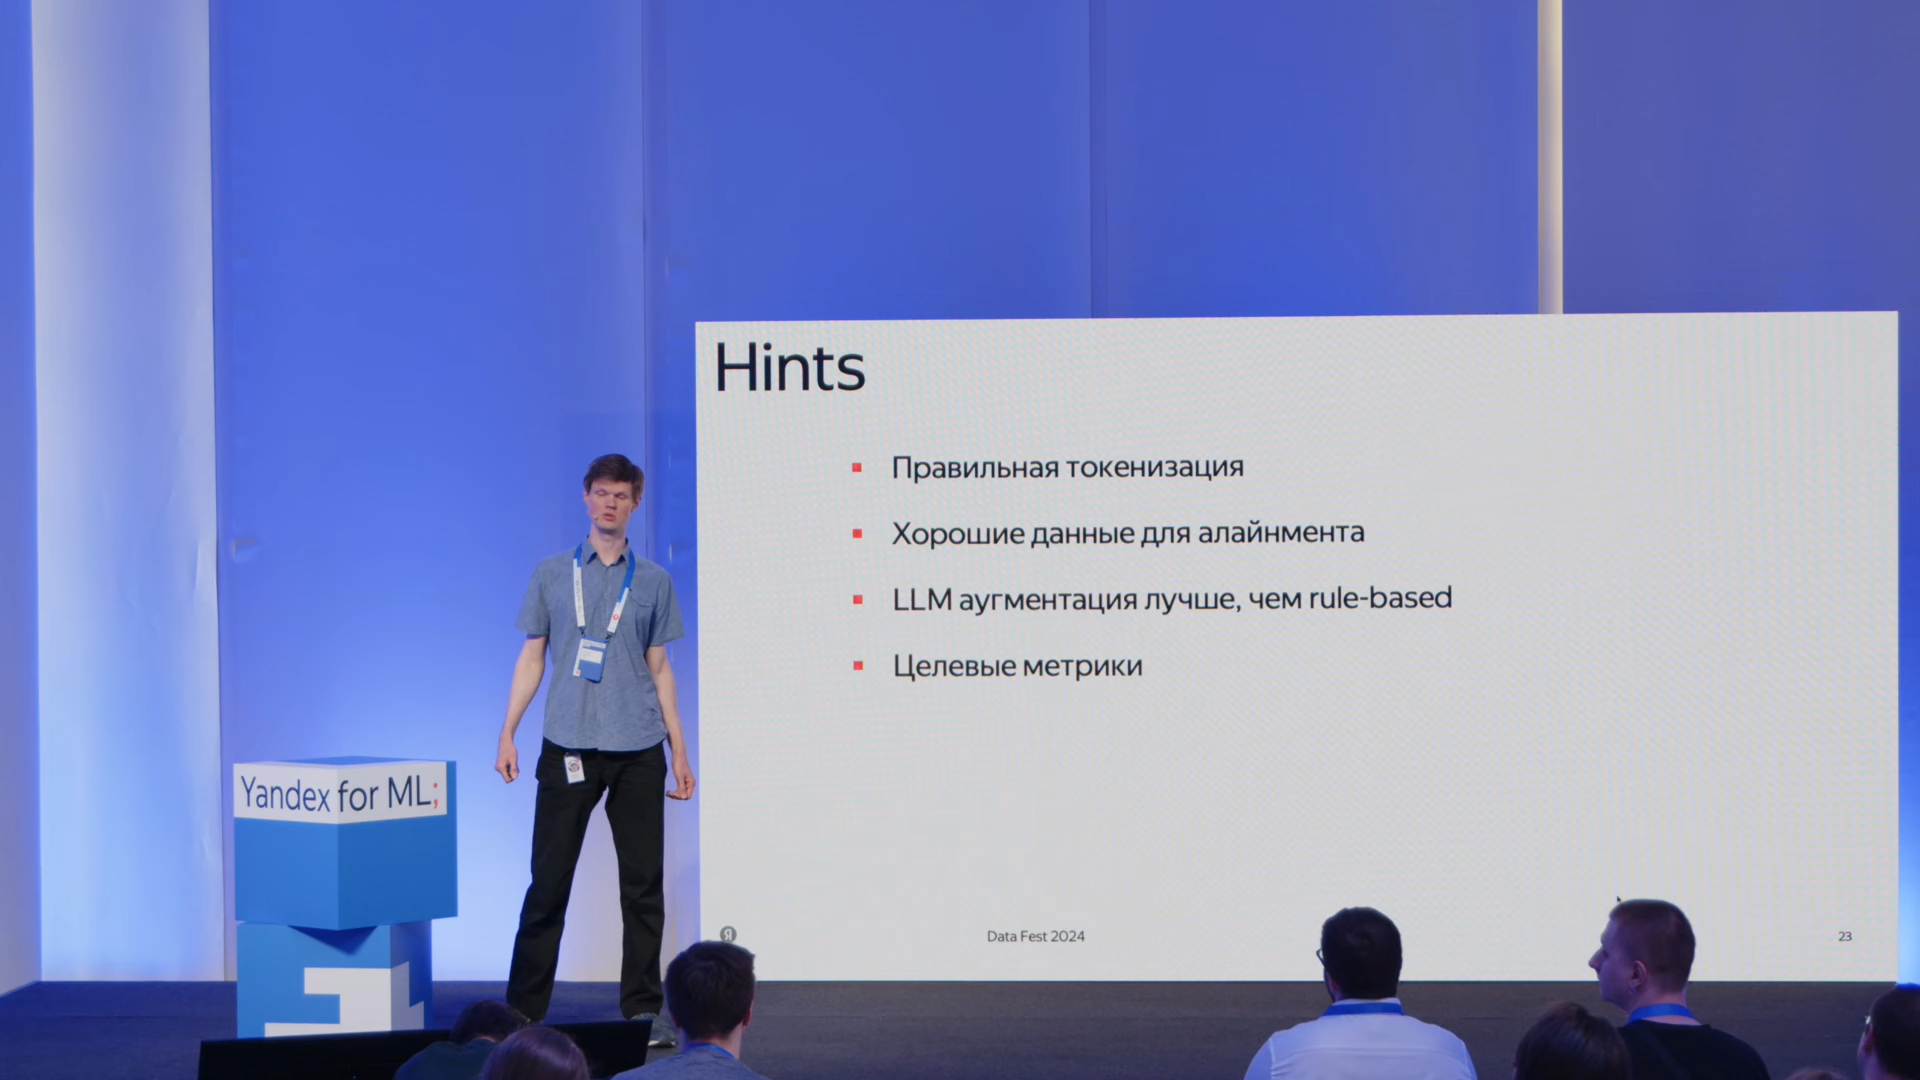 Hints
Правильная токенизация
Хорошие данные для алайнмента
LLM аугментация лучше, чем rule-based
Целевые метрики
Yandex for ML;
Я
Data Fest 2024
23